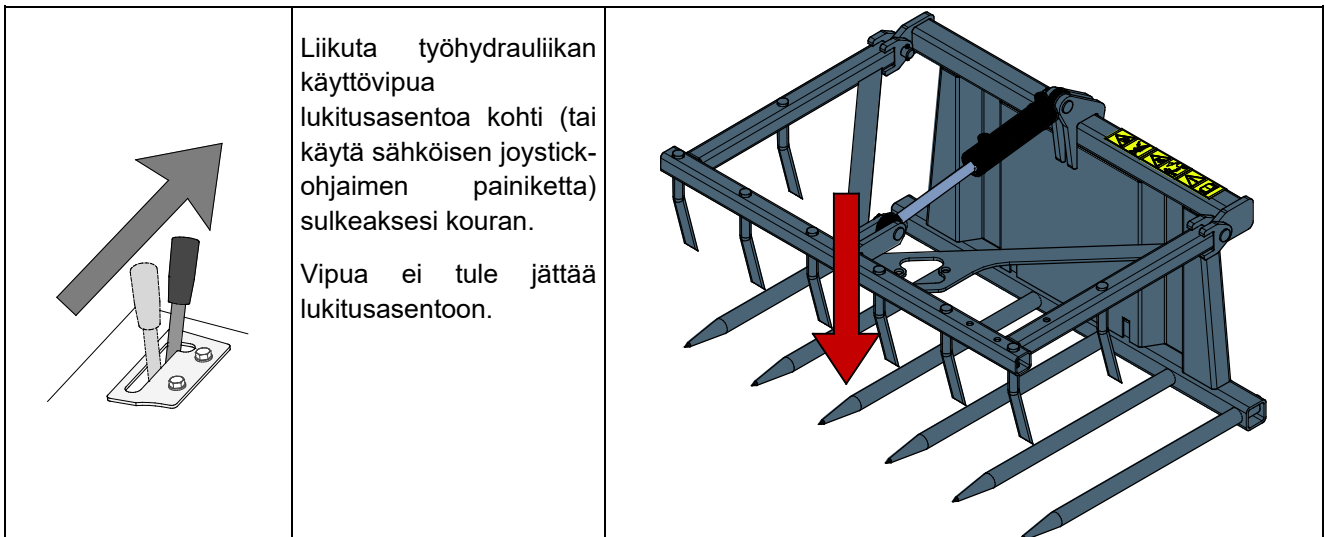 Liikuta työhydrauliikan
käyttövipua
lukitusasentoa kohti (tai
käytä sähköisen joystick-
ohjaimen painiketta)
sulkeaksesi kouran.
Vipua ei tule jättää
lukitusasentoon.